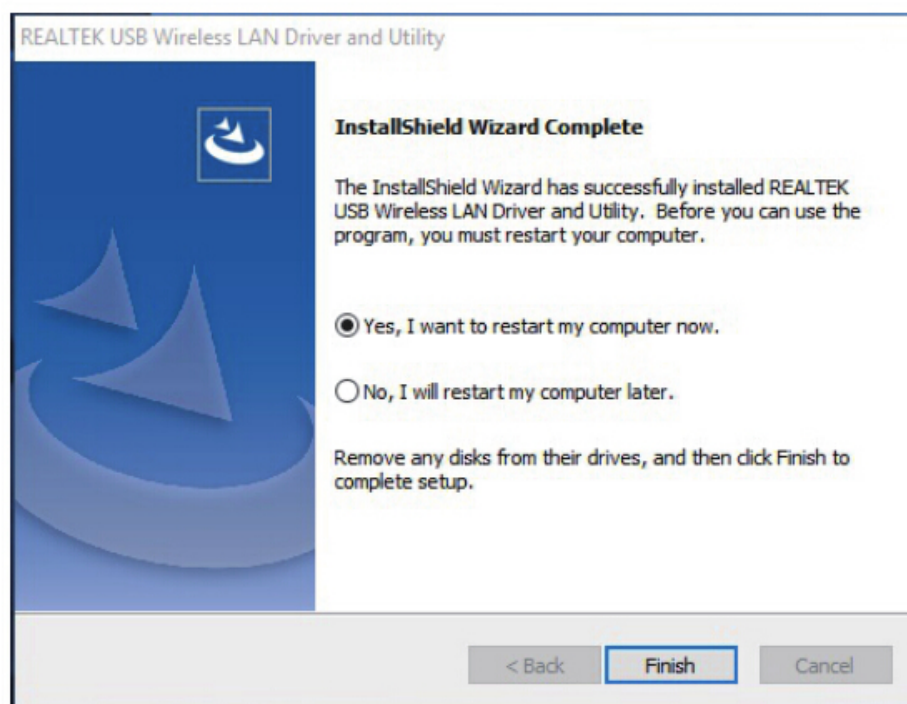 REALTEK USB Wireless LAN Driver and Utility
InstallShield Wizard Complete
The InstallShield Wizard has successfully installed REALTEK
USB Wireless LAN Driver and Utility. Before you can use the
program, you must restart your computer.
Yes, I want to restart my computer now.
No, I will restart my computer later.
Remove any disks from their drives, and then click Finish to
complete setup.
< Back Finish Cancel